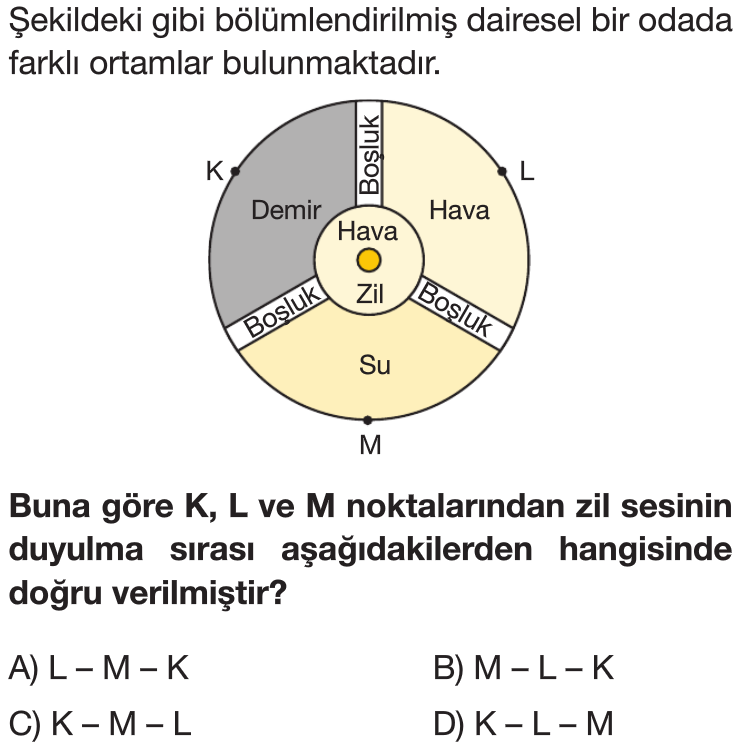 Şekildeki gibi bölümlendirilmiş dairesel bir odada
farklı ortamlar bulunmaktadır.
Boşluk
K
L
Demir
Hava
Hava
Zil
Boşluk
Boşluk
Su
M
Buna göre K, L ve M noktalarından zil sesinin
duyulma sırası aşağıdakilerden hangisinde
doğru verilmiştir?
A) L – M – K
B) M – L – K
C) K – M – L
D) K – L – M